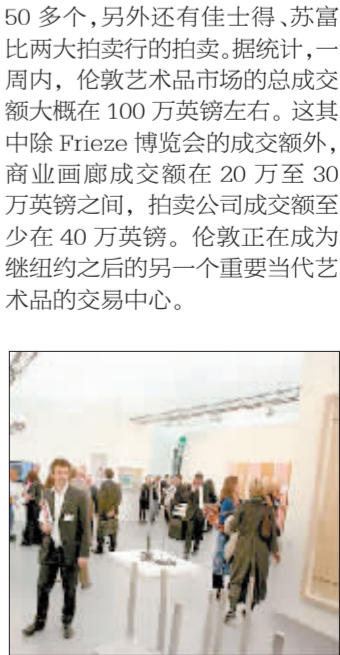 50 多个,另外还有佳士得、苏富
比两大拍卖行的拍卖。据统计,一
周内，伦敦艺术品市场的总成交
额大概在 100 万英镑左右。这其
中除 Frieze 博览会的成交额外，
商业画廊成交额在 20 万至 30
万英镑之间，拍卖公司成交额至
少在 40 万英镑。伦敦正在成为
继纽约之后的另一个重要当代艺
术品的交易中心。